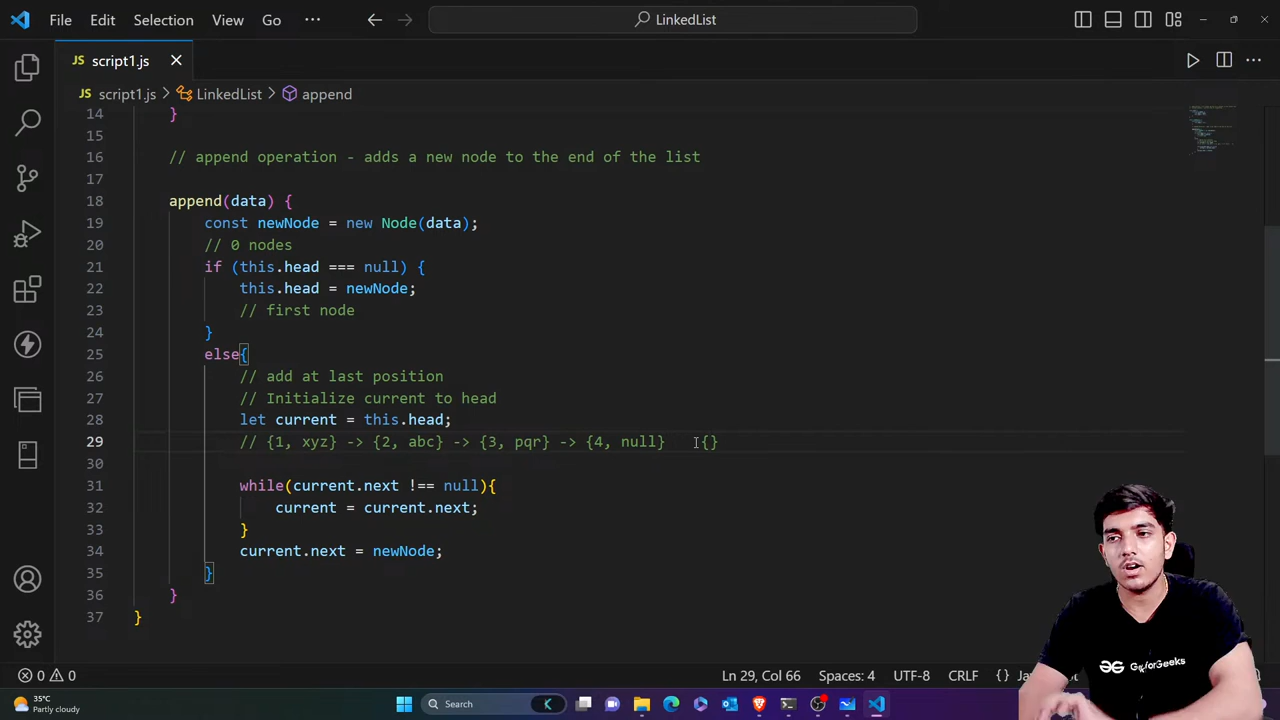 File Edit Selection View Go ··· LinkedList
JS script1.js
JS script1.js > LinkedList > append
14 }
15
16 // append operation - adds a new node to the end of the list
17
18 append(data) {
19 const newNode = new Node(data);
20 // 0 nodes
21 if (this.head === null) {
22 this.head = newNode;
23 // first node
24 }
25 else{
26 // add at last position
27 // Initialize current to head
28 let current = this.head;
29 // {1, xyz} -> {2, abc} -> {3, pqr} -> {4, null} {}
30
31 while(current.next !== null){
32 current = current.next;
33 }
34 current.next = newNode;
35 }
36 }
37 }
0 0 Ln 29, Col 66 Spaces: 4 UTF-8 CRLF {}
35°C
Partly cloudy
Search